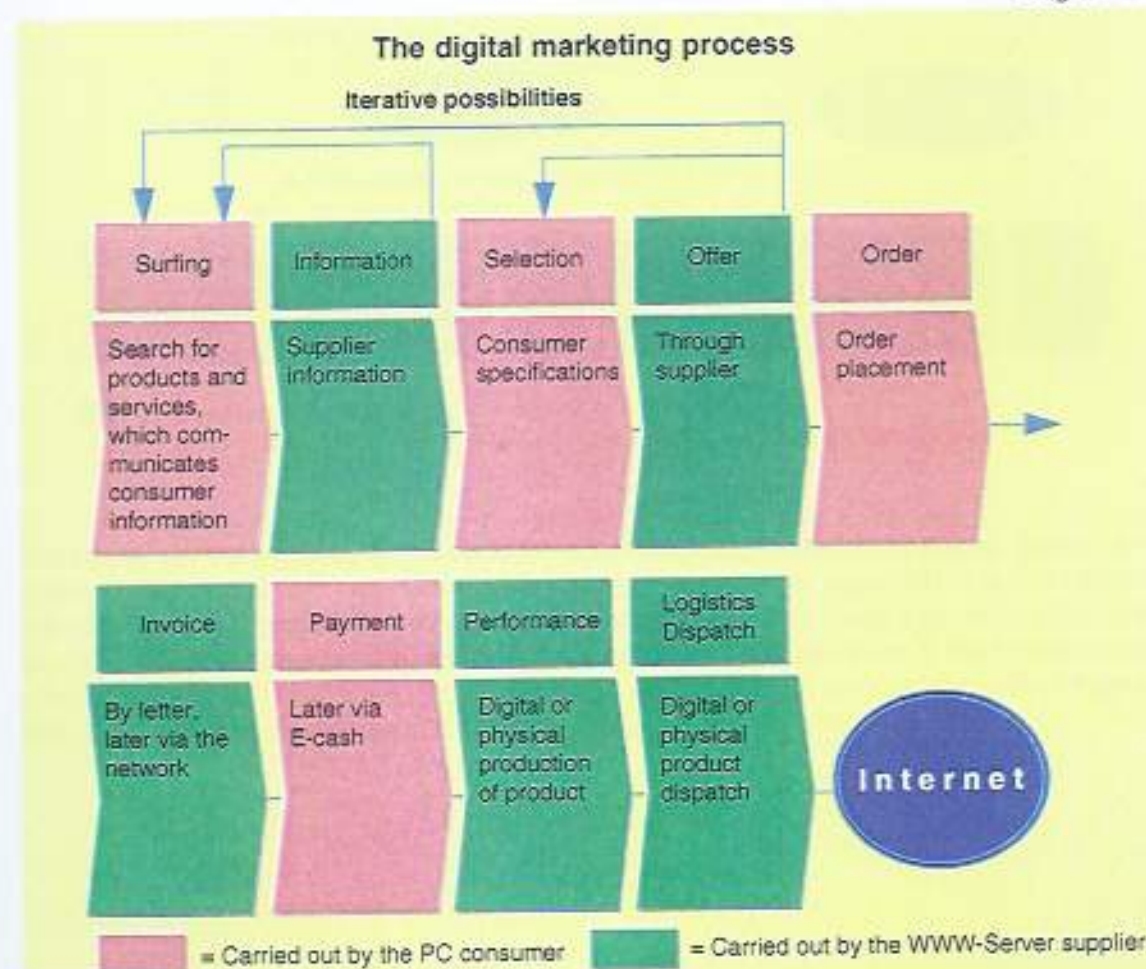 The digital marketing process
Iterative possibilities
Surfing
Information
Selection
Offer
Order
Search for
products and
services,
which com-
municates
consumer
information
Supplier
information
Consumer
specifications
Through
supplier
Order
placement
Invoice
Payment
Performance
Logistics
Dispatch
By letter,
later via the
network
Later via
E-cash
Digital or
physical
production
of product
Digital or
physical
product
dispatch
Internet
= Carried out by the PC consumer
= Carried out by the WWW-Server supplier